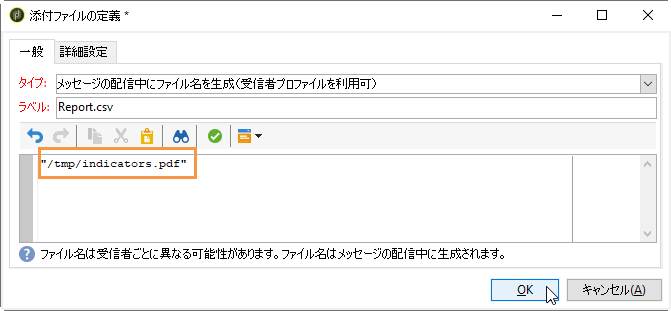 添付ファイルの定義 *
一般 詳細設定
タイプ: メッセージの配信中にファイル名を生成(受信者プロファイルを利用可)
ラベル: Report.csv
"/tmp/indicators.pdf"
ファイル名は受信者ごとに異なる可能性があります。ファイル名はメッセージの配信中に生成されます。
OK キャンセル(A)